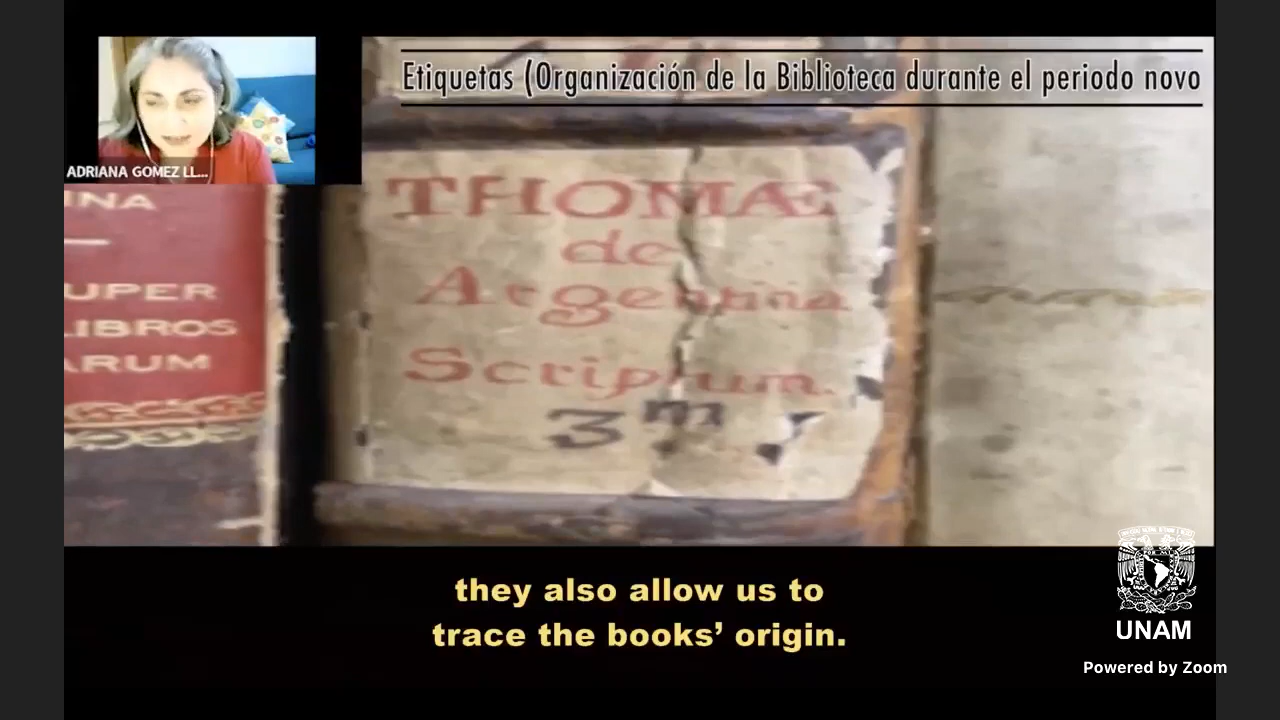 Etiquetas (Organización de la Biblioteca durante el periodo novo
ADRIANA GOMEZ LL...
INA
UPER
LIBROS
ARUM
THOMÆ
de
Argentina
Scriptum.
3m
they also allow us to
trace the books’ origin.
UNAM
Powered by Zoom